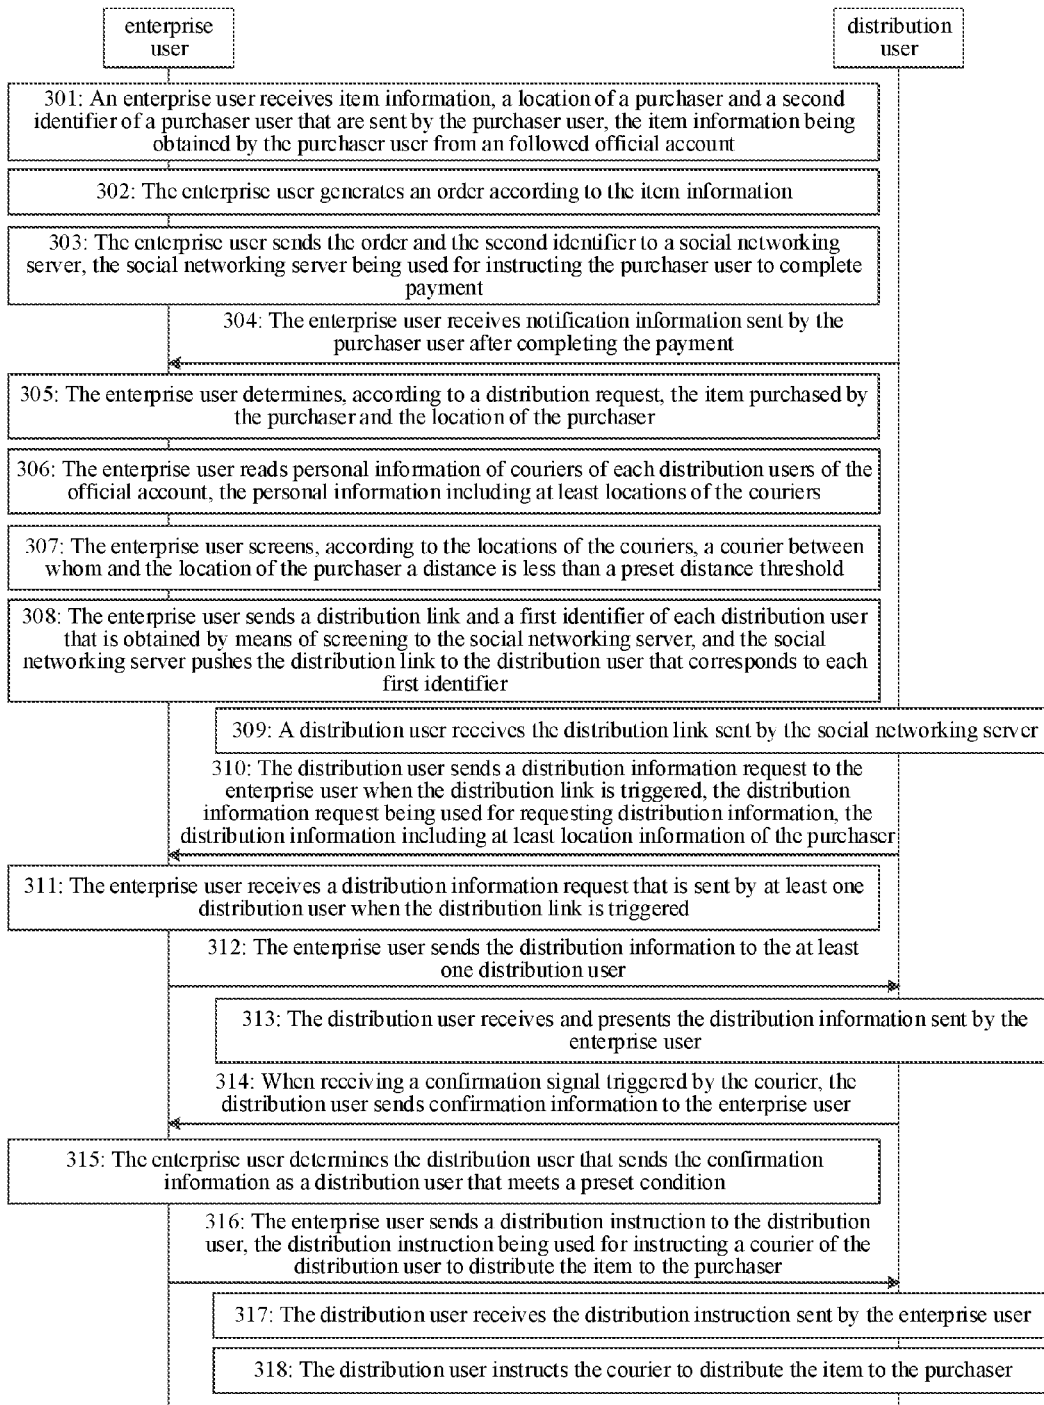 enterprise
user
distribution
user
301: An enterprise user receives item information, a location of a purchaser and a second
identifier of a purchaser user that are sent by the purchaser user, the item information being
obtained by the purchaser user from an followed official account
302: The enterprise user generates an order according to the item information
303: The enterprise user sends the order and the second identifier to a social networking
server, the social networking server being used for instructing the purchaser user to complete
payment
304: The enterprise user receives notification information sent by the
purchaser user after completing the payment
305: The enterprise user determines, according to a distribution request, the item purchased by
the purchaser and the location of the purchaser
306: The enterprise user reads personal information of couriers of each distribution users of the
official account, the personal information including at least locations of the couriers
307: The enterprise user screens, according to the locations of the couriers, a courier between
whom and the location of the purchaser a distance is less than a preset distance threshold
308: The enterprise user sends a distribution link and a first identifier of each distribution user
that is obtained by means of screening to the social networking server, and the social
networking server pushes the distribution link to the distribution user that corresponds to each
first identifier
309: A distribution user receives the distribution link sent by the social networking server
310: The distribution user sends a distribution information request to the
enterprise user when the distribution link is triggered, the distribution
information request being used for requesting distribution information, the
distribution information including at least location information of the purchaser
311: The enterprise user receives a distribution information request that is sent by at least one
distribution user when the distribution link is triggered
312: The enterprise user sends the distribution information to the at least
one distribution user
313: The distribution user receives and presents the distribution information sent by the
enterprise user
314: When receiving a confirmation signal triggered by the courier, the
distribution user sends confirmation information to the enterprise user
315: The enterprise user determines the distribution user that sends the confirmation
information as a distribution user that meets a preset condition
316: The enterprise user sends a distribution instruction to the distribution
user, the distribution instruction being used for instructing a courier of the
distribution user to distribute the item to the purchaser
317: The distribution user receives the distribution instruction sent by the enterprise user
318: The distribution user instructs the courier to distribute the item to the purchaser